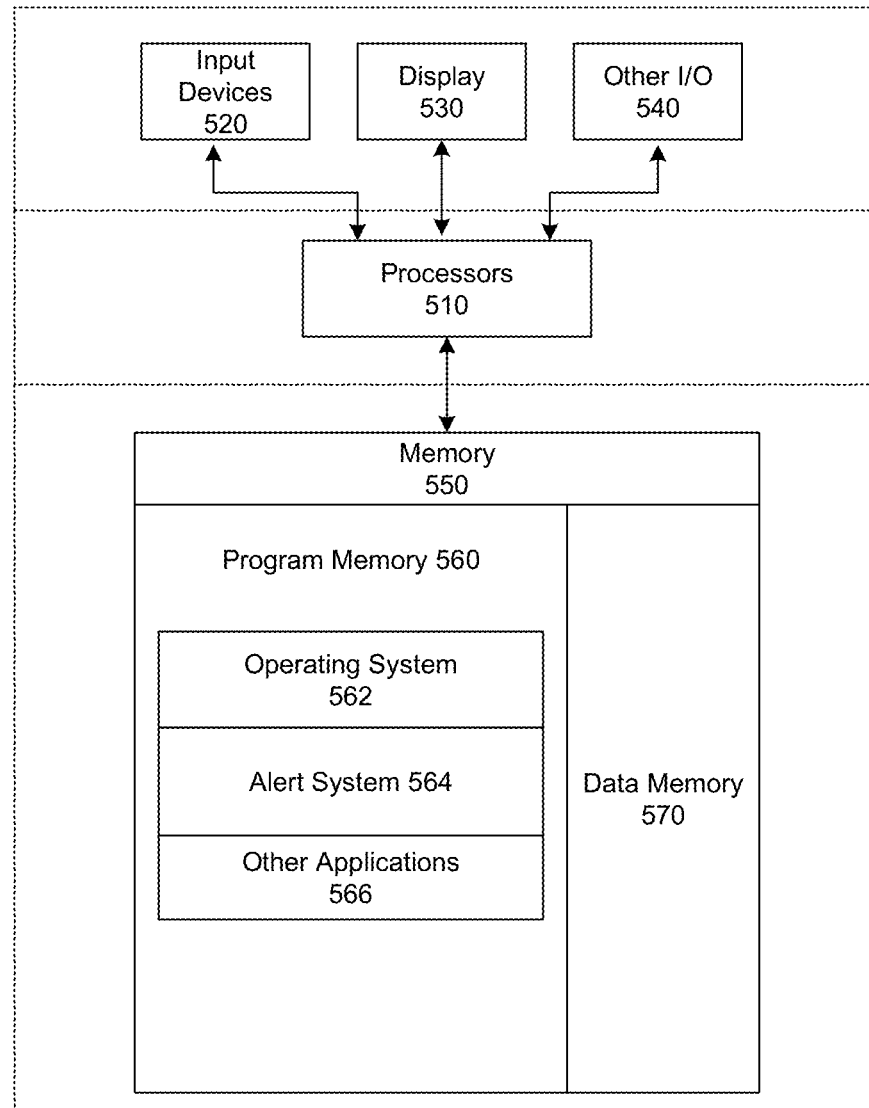 Input
Devices
520
Display
530
Other I/O
540
Processors
510
Memory
550
Program Memory 560
Operating System
562
Alert System 564
Other Applications
566
Data Memory
570